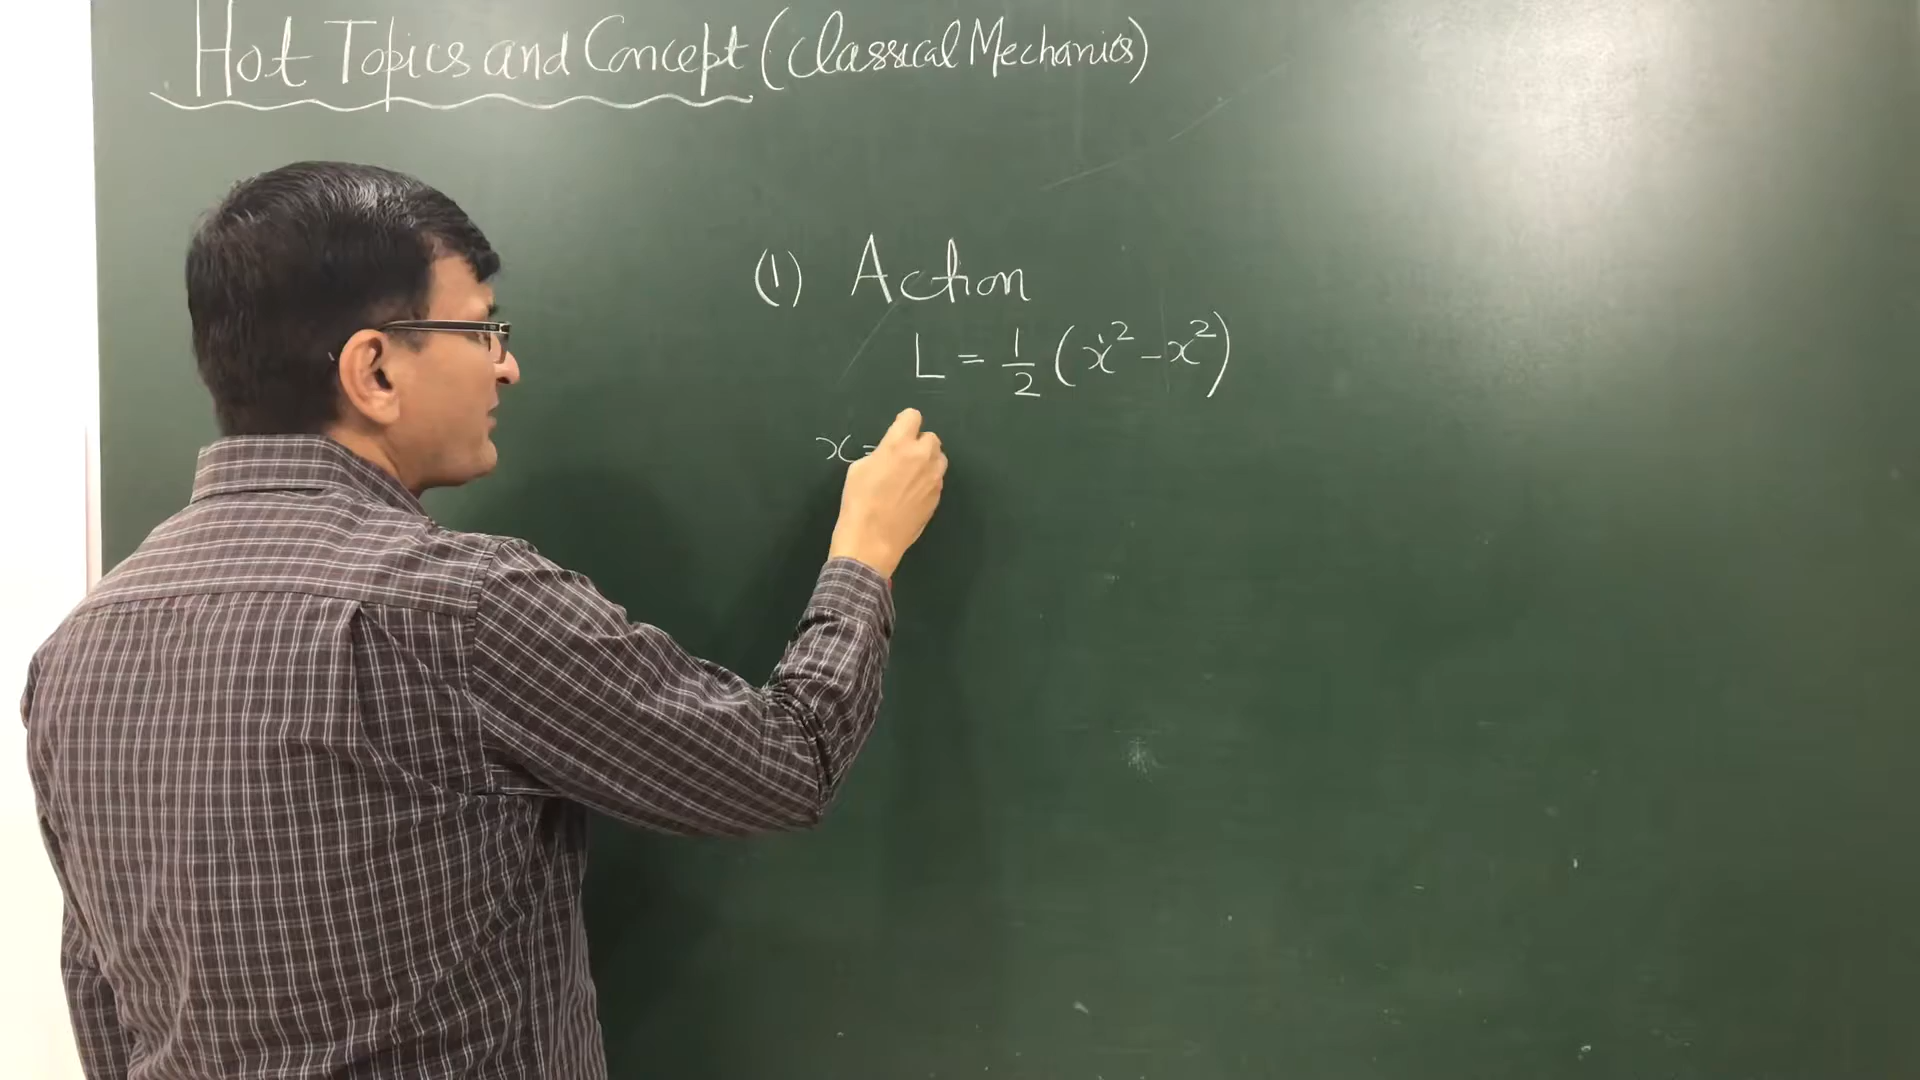 Hot Topics and Concept (Classical Mechanics)
(1) Action
L = 1/2 (ẋ² - x²)
x =